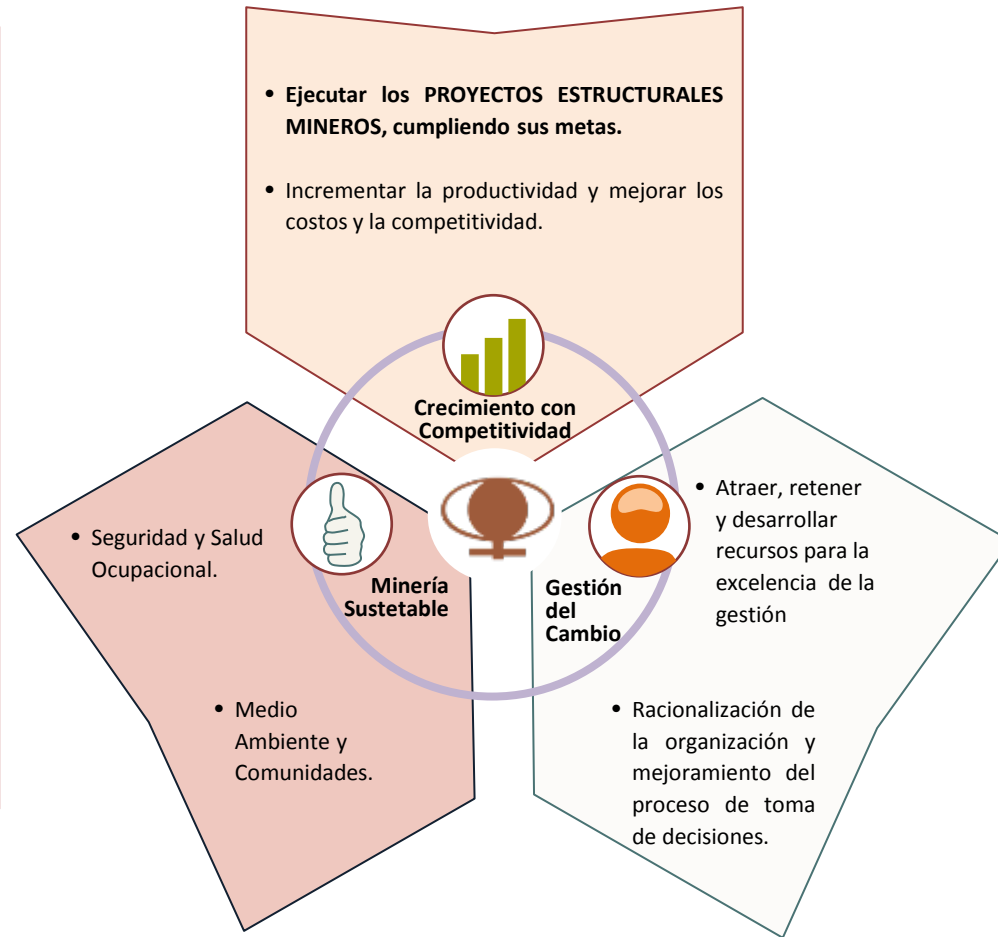 • Ejecutar los PROYECTOS ESTRUCTURALES
MINEROS, cumpliendo sus metas.
• Incrementar la productividad y mejorar los
costos y la competitividad.
Crecimiento con
Competitividad
• Seguridad y Salud
Ocupacional.
Minería
Sustetable
• Medio
Ambiente y
Comunidades.
Gestión
del
Cambio
• Atraer, retener
y desarrollar
recursos para la
excelencia de la
gestión
• Racionalización de
la organización y
mejoramiento del
proceso de toma
de decisiones.